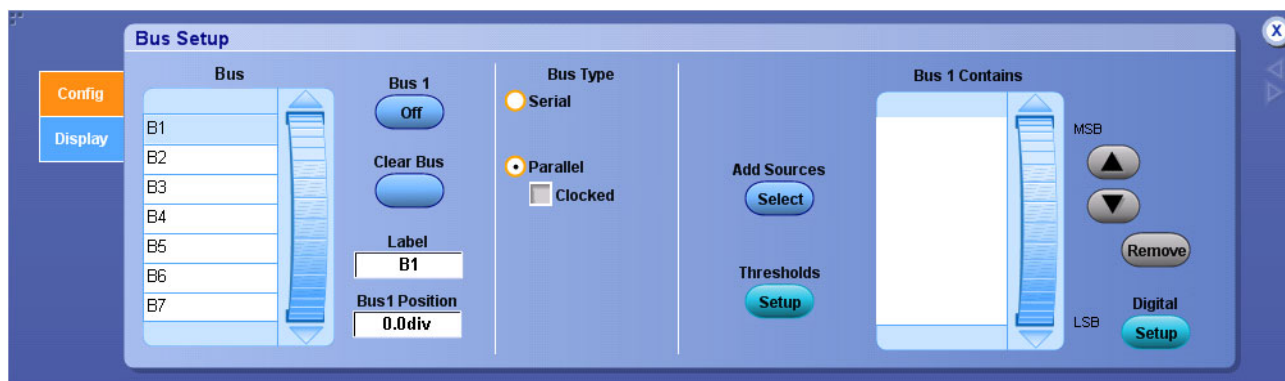 Bus Setup
X
Config
Display
Bus
B1
B2
B3
B4
B5
B6
B7
Bus 1
Off
Clear Bus
Label
B1
Bus1 Position
0.0div
Bus Type
Serial
Parallel
Clocked
Add Sources
Select
Thresholds
Setup
Bus 1 Contains
MSB
Remove
LSB
Digital
Setup